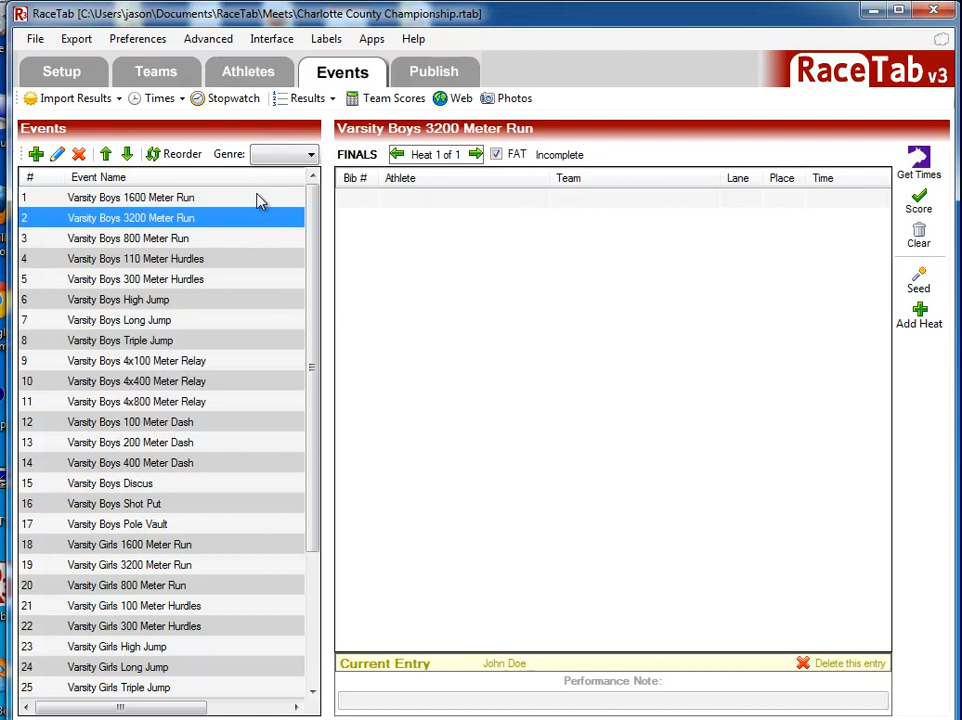 R3 RaceTab [C:\Users\jason\Documents\RaceTab\Meets\Charlotte County Championship.rtab]
File Export Preferences Advanced Interface Labels Apps Help
Setup Teams Athletes Events Publish RaceTab v3
Import Results Times Stopwatch Results Team Scores Web Photos
Events
Reorder Genre:
# Event Name
1 Varsity Boys 1600 Meter Run
2 Varsity Boys 3200 Meter Run
3 Varsity Boys 800 Meter Run
4 Varsity Boys 110 Meter Hurdles
5 Varsity Boys 300 Meter Hurdles
6 Varsity Boys High Jump
7 Varsity Boys Long Jump
8 Varsity Boys Triple Jump
9 Varsity Boys 4x100 Meter Relay
10 Varsity Boys 4x400 Meter Relay
11 Varsity Boys 4x800 Meter Relay
12 Varsity Boys 100 Meter Dash
13 Varsity Boys 200 Meter Dash
14 Varsity Boys 400 Meter Dash
15 Varsity Boys Discus
16 Varsity Boys Shot Put
17 Varsity Boys Pole Vault
18 Varsity Girls 1600 Meter Run
19 Varsity Girls 3200 Meter Run
20 Varsity Girls 800 Meter Run
21 Varsity Girls 100 Meter Hurdles
22 Varsity Girls 300 Meter Hurdles
23 Varsity Girls High Jump
24 Varsity Girls Long Jump
25 Varsity Girls Triple Jump
Varsity Boys 3200 Meter Run
FINALS Heat 1 of 1 FAT Incomplete
Bib # Athlete Team Lane Place Time
Get Times
Score
Clear
Seed
Add Heat
Current Entry John Doe Delete this entry
Performance Note: